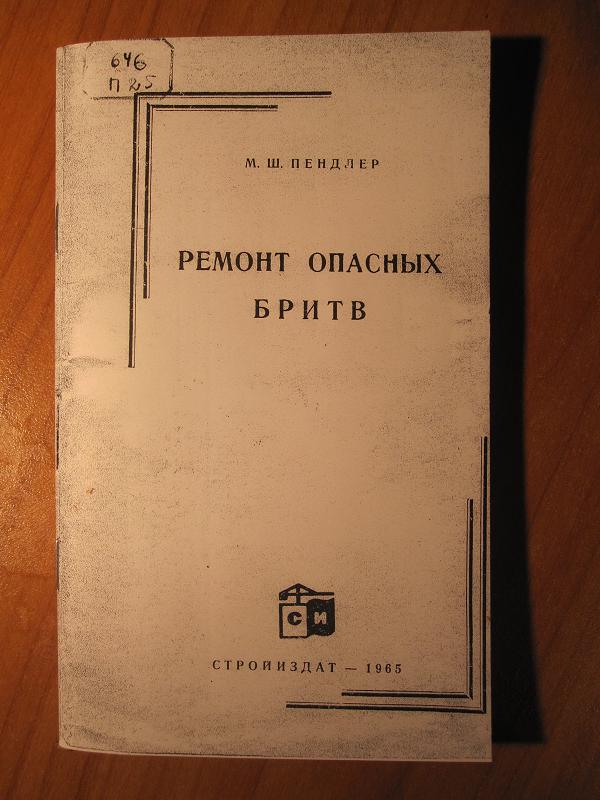 646
П 25
М. Ш. ПЕНДЛЕР
РЕМОНТ ОПАСНЫХ
БРИТВ
СИ
СТРОЙИЗДАТ — 1965